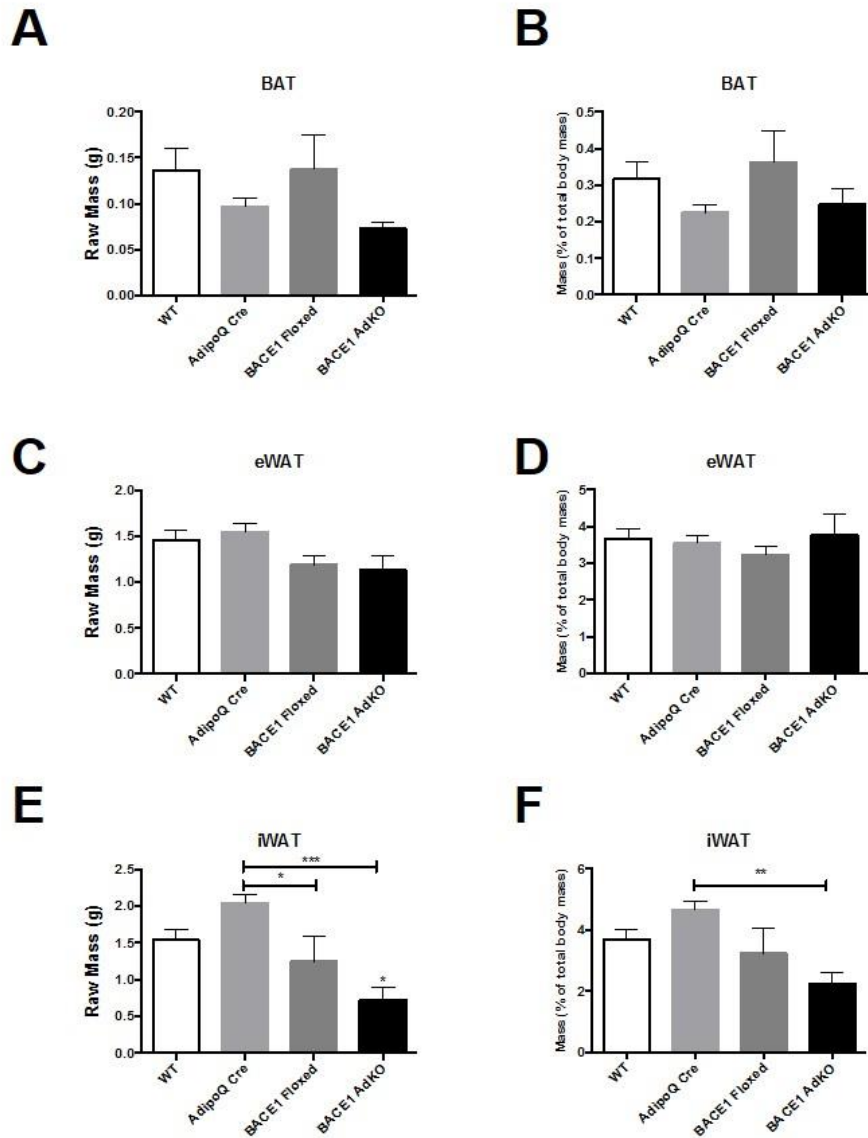 A
BAT
Raw Mass (g)
0.20
0.15
0.10
0.05
0.00
WT
AdipoQ Cre
BACE1 Floxed
BACE1 AdKO
B
BAT
Mass (% of total body mass)
0.5
0.4
0.3
0.2
0.1
0.0
WT
AdipoQ Cre
BACE1 Floxed
BACE1 AdKO
C
eWAT
Raw Mass (g)
2.0
1.5
1.0
0.5
0.0
WT
AdipoQ Cre
BACE1 Floxed
BACE1 AdKO
D
eWAT
Mass (% of total body mass)
5
4
3
2
1
0
WT
AdipoQ Cre
BACE1 Floxed
BACE1 AdKO
E
iWAT
Raw Mass (g)
2.5
2.0
1.5
1.0
0.5
0.0
***
*
*
WT
AdipoQ Cre
BACE1 Floxed
BACE1 AdKO
F
iWAT
Mass (% of total body mass)
6
4
2
0
**
WT
AdipoQ Cre
BACE1 Floxed
BACE1 AdKO